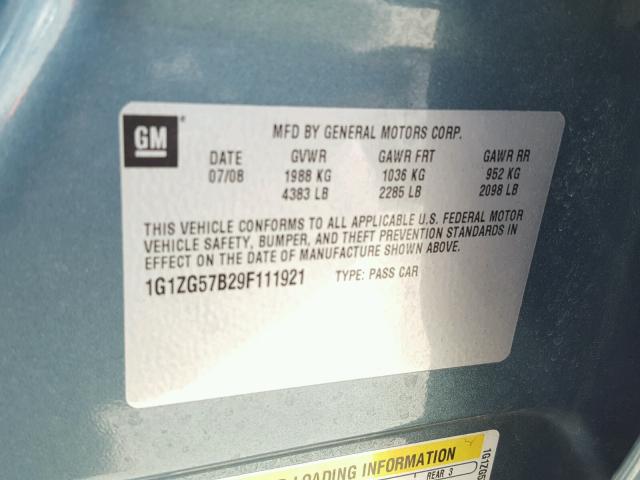 GM®
MFD BY GENERAL MOTORS CORP.
DATE GVWR GAWR FRT GAWR RR
07/08 1988 KG 1036 KG 952 KG
4383 LB 2285 LB 2098 LB
THIS VEHICLE CONFORMS TO ALL APPLICABLE U.S. FEDERAL MOTOR
VEHICLE SAFETY, BUMPER, AND THEFT PREVENTION STANDARDS IN
EFFECT ON THE DATE OF MANUFACTURE SHOWN ABOVE.
1G1ZG57B29F111921 TYPE: PASS CAR
LOADING INFORMATION
REAR 3
1G1ZG5